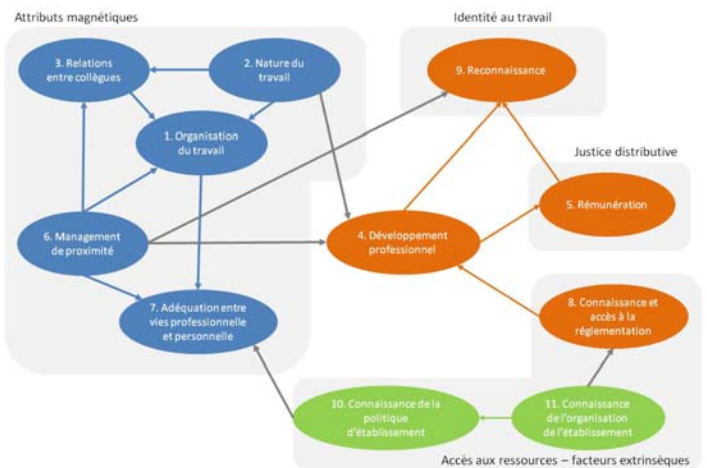 Attributs magnétiques
Identité au travail
3. Relations
entre collègues
2. Nature du
travail
9. Reconnaissance
1. Organisation
du travail
Justice distributive
5. Rémunération
6. Management
de proximité
4. Développement
professionnel
7. Adéquation entre
vies professionnelle
et personnelle
8. Connaissance et
accès à la
réglementation
10. Connaissance de la
politique
d'établissement
11. Connaissance
de l'organisation
de l'établissement
Accès aux ressources – facteurs extrinsèques